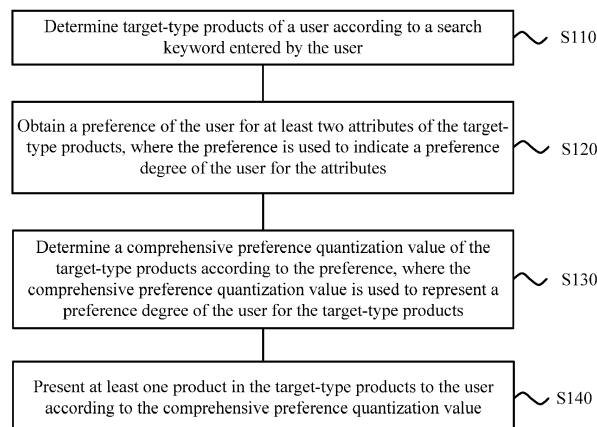 Determine target-type products of a user according to a search
keyword entered by the user
S110
Obtain a preference of the user for at least two attributes of the target-
type products, where the preference is used to indicate a preference
degree of the user for the attributes
S120
Determine a comprehensive preference quantization value of the
target-type products according to the preference, where the
comprehensive preference quantization value is used to represent a
preference degree of the user for the target-type products
S130
Present at least one product in the target-type products to the user
according to the comprehensive preference quantization value
S140